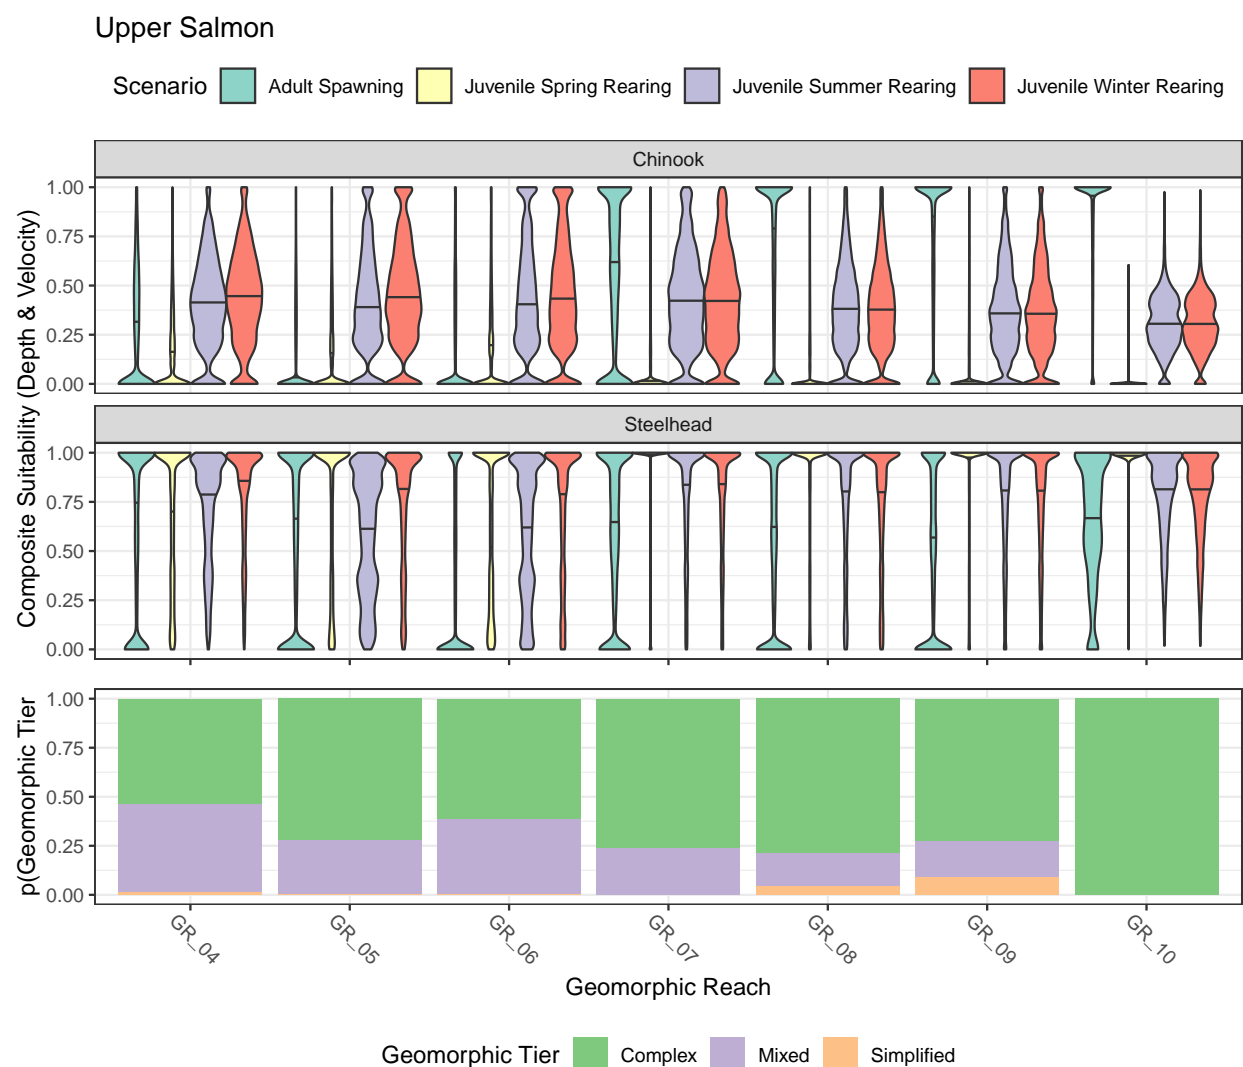 Upper Salmon
Scenario Adult Spawning Juvenile Spring Rearing Juvenile Summer Rearing Juvenile Winter Rearing
Composite Suitability (Depth & Velocity)
Chinook
1.00
0.75
0.50
0.25
0.00
Steelhead
1.00
0.75
0.50
0.25
0.00
p(Geomorphic Tier
1.00
0.75
0.50
0.25
0.00
GR_04 GR_05 GR_06 GR_07 GR_08 GR_09 GR_10
Geomorphic Reach
Geomorphic Tier Complex Mixed Simplified